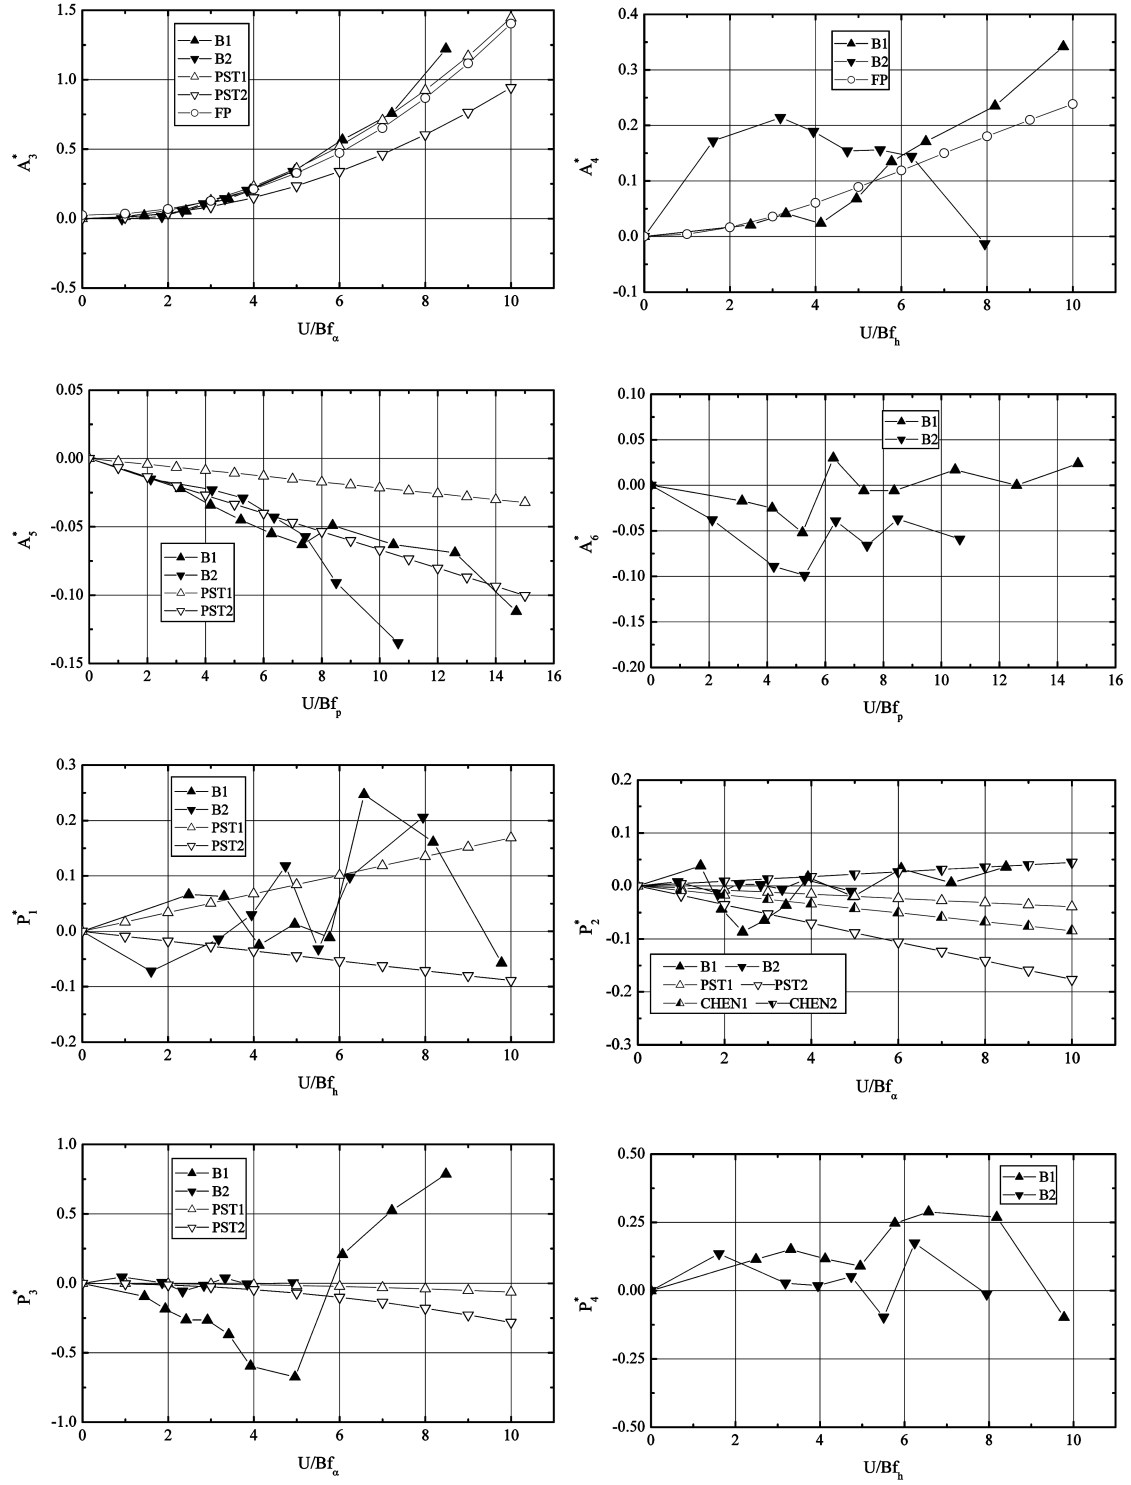 1.5
1.0
0.5
0.0
-0.5
A*3
B1
B2
PST1
PST2
FP
0 2 4 6 8 10
U/Bfα
0.4
0.3
0.2
0.1
0.0
-0.1
A*4
B1
B2
FP
0 2 4 6 8 10
U/Bfh
0.05
0.00
-0.05
-0.10
-0.15
A*5
B1
B2
PST1
PST2
0 2 4 6 8 10 12 14 16
U/Bfp
0.10
0.05
0.00
-0.05
-0.10
-0.15
-0.20
A*6
B1
B2
0 2 4 6 8 10 12 14 16
U/Bfp
0.3
0.2
0.1
0.0
-0.1
-0.2
P*1
B1
B2
PST1
PST2
0 2 4 6 8 10
U/Bfh
0.2
0.1
0.0
-0.1
-0.2
-0.3
P*2
B1 B2
PST1 PST2
CHEN1 CHEN2
0 2 4 6 8 10
U/Bfα
1.0
0.5
0.0
-0.5
-1.0
P*3
B1
B2
PST1
PST2
0 2 4 6 8 10
U/Bfα
0.50
0.25
0.00
-0.25
-0.50
P*4
B1
B2
0 2 4 6 8 10
U/Bfh